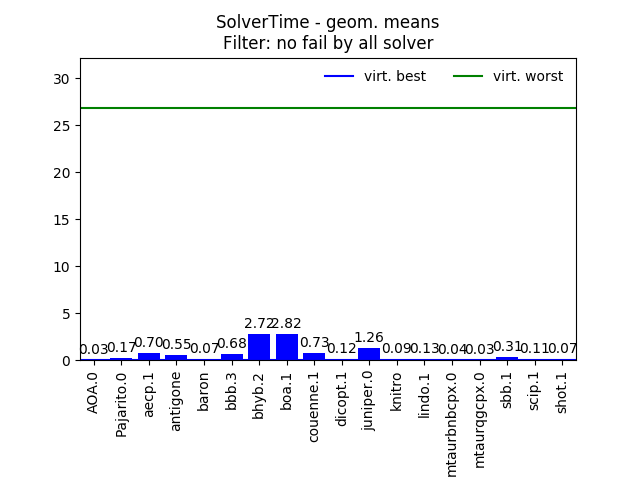 SolverTime - geom. means
Filter: no fail by all solver
virt. best
virt. worst
30
25
20
15
10
5
0
0.03
0.17
0.70
0.55
0.07
0.68
2.72
2.82
0.73
0.12
1.26
0.09
0.13
0.04
0.03
0.31
0.11
0.07
AOA.0
Pajarito.0
aecp.1
antigone
baron
bbb.3
bhyb.2
boa.1
couenne.1
dicopt.1
juniper.0
knitro
lindo.1
mtaurbnbcpx.0
mtaurqgcpx.0
sbb.1
scip.1
shot.1